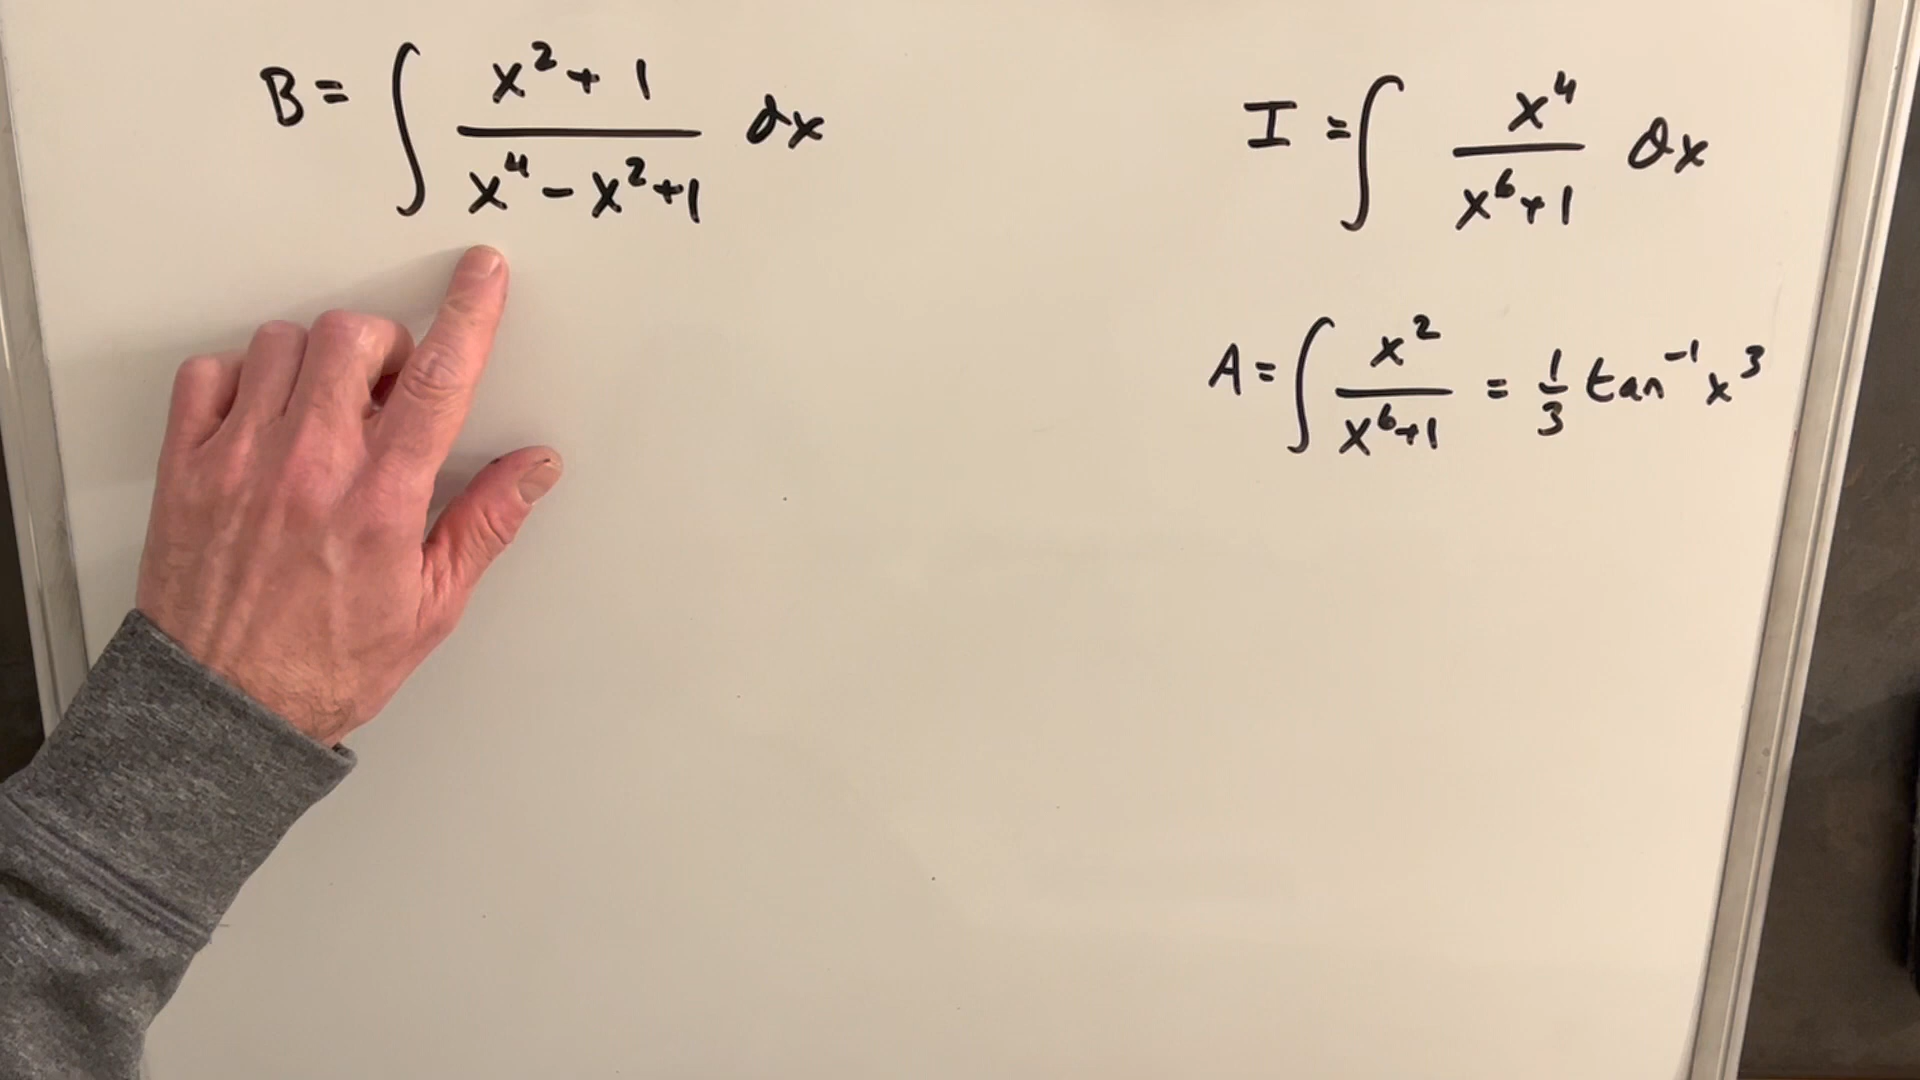 B = ∫ (x² + 1)/(x⁴ - x² + 1) dx
I = ∫ x⁴/(x⁶ + 1) dx
A = ∫ x²/(x⁶ + 1) = 1/3 tan⁻¹ x³